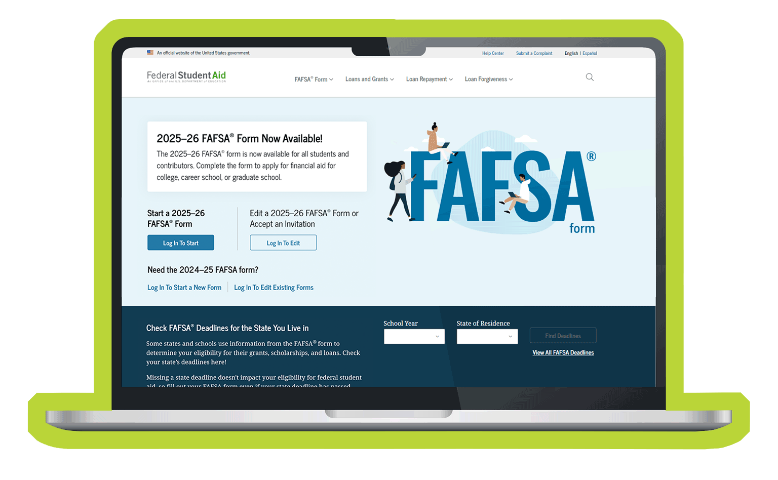 An official website of the United States government.
Help Center Submit a Complaint English | Español
Federal StudentAid
FAFSA® Form Loans and Grants Loan Repayment Loan Forgiveness
2025–26 FAFSA® Form Now Available!
The 2025–26 FAFSA® form is now available for all students and
contributors. Complete the form to apply for financial aid for
college, career school, or graduate school.
FAFSA®
form
Start a 2025–26
FAFSA® Form
Log In To Start
Edit a 2025–26 FAFSA® Form or
Accept an Invitation
Log In To Edit
Need the 2024–25 FAFSA form?
Log In To Start a New Form Log In To Edit Existing Forms
Check FAFSA® Deadlines for the State You Live in
Some states and schools use information from the FAFSA® form to
determine your eligibility for their grants, scholarships, and loans. Check
your state's deadlines here!
Missing a state deadline doesn't impact your eligibility for federal student
aid, so fill out your FAFSA form even if your state deadline has passed.
School Year
State of Residence
Find Deadlines
View All FAFSA Deadlines